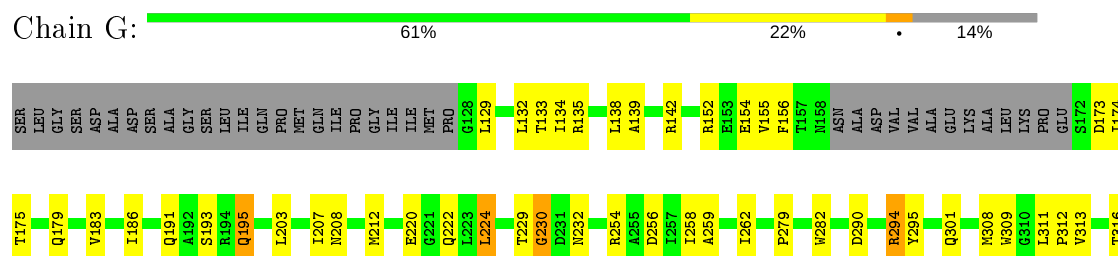 Chain G:
61% 22% • 14%
SER LEU GLY SER ASP ALA ASP SER ALA GLY SER LEU ILE GLN PRO MET GLN ILE PRO GLY ILE ILE MET PRO G128 L129 L132 T133 I134 R135 L138 A139 R142 R152 E153 E154 V155 F156 T157 N158 ASN ALA ASP VAL VAL ALA GLU LYS ALA LEU LYS PRO GLU S172 D173 I174
T175 Q179 V183 I186 Q191 A192 S193 R194 Q195 L203 I207 N208 M212 E220 G221 Q222 L223 L224 T229 G230 D231 N232 R254 A255 D256 I257 I258 A259 I262 P279 W282 D290 R294 Y295 Q301 M308 W309 G310 L311 P312 V313 T316